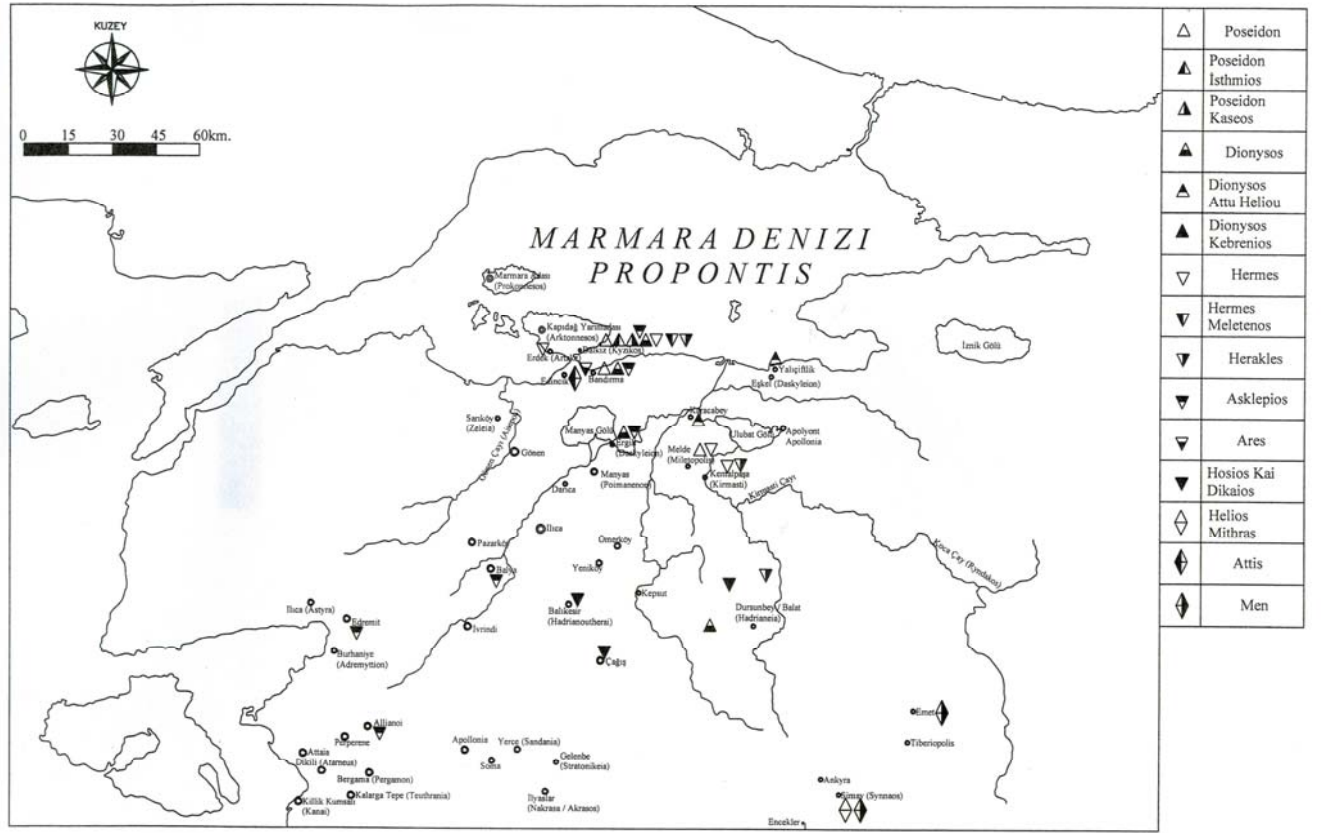 KUZEY
0 15 30 45 60km.
MARMARA DENIZI
PROPONTIS
Marmara Adası
(Prokonnesos)
Kapıdağ Yarımadası
(Arktonnesos)
Erdek (Artake)
Balkız (Kyzikos)
Edincik
Bandırma
Yalıçiftlik
Eşkel (Daskyleion)
İznik Gölü
Sarıköy
(Zeleia)
Gönen
Manyas Gölü
Ergili
(Daskyleion)
Karacabey
Ulubat Gölü
Apolyont
Apollonia
Melde
(Miletopolis)
Kemalpaşa
(Kirmasti)
Kirmasti Çayı
Manyas
(Poimanenon)
Darıca
Ilıca
Pazarköy
Ömerköy
Yeniköy
Balya
Kepsut
Koca Çay (Ryndakos)
Balıkesir
(Hadrianoutherai)
Dursunbey / Balat
(Hadrianeia)
Ilıca (Astyra)
Edremit
İvrindi
Burhaniye
(Adremyttion)
Çağış
Emet
Tiberiopolis
Allianoi
Perperene
Attaia
Dikili (Atarneus)
Bergama (Pergamon)
Apollonia
Yerce (Sandania)
Soma
Gelenbe
(Stratonikeia)
Killik Kumsalı
(Kanai)
Kalarga Tepe (Teuthrania)
İlyaslar
(Nakrasa / Akrasos)
Ankyra
Simav (Synnaos)
Encekler
Poseidon
Poseidon
İsthmios
Poseidon
Kaseos
Dionysos
Dionysos
Attu Heliou
Dionysos
Kebrenios
Hermes
Hermes
Meletenos
Herakles
Asklepios
Ares
Hosios Kai
Dikaios
Helios
Mithras
Attis
Men